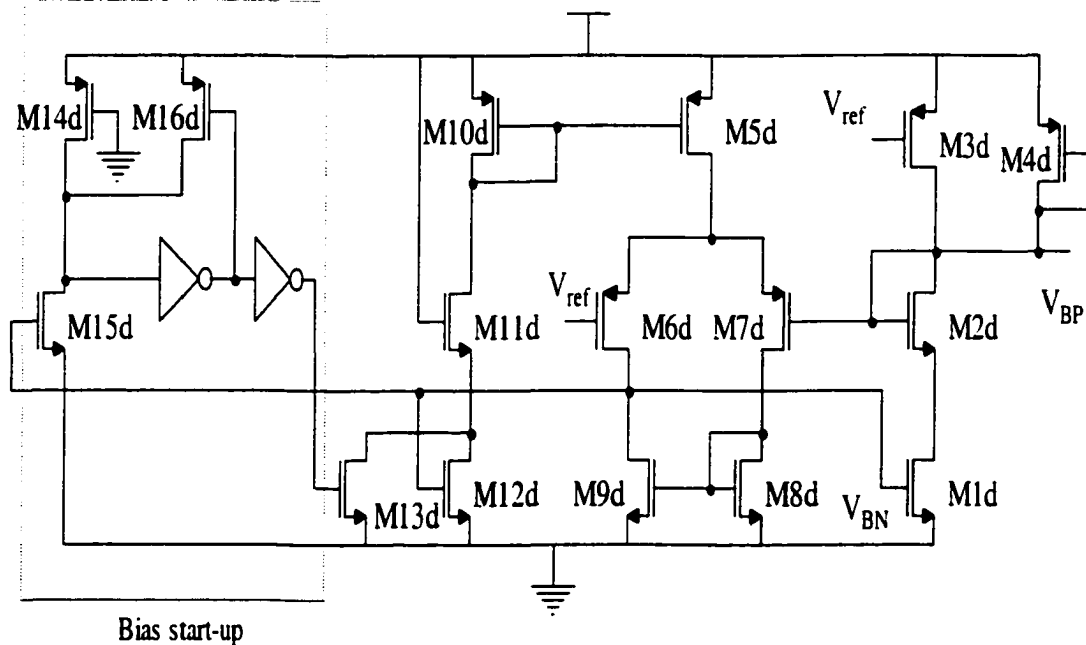 M14d
M16d
M10d
M5d
V_ref
M3d
M4d
M15d
M11d
V_ref
M6d
M7d
M2d
V_BP
M13d
M12d
M9d
M8d
V_BN
M1d
Bias start-up